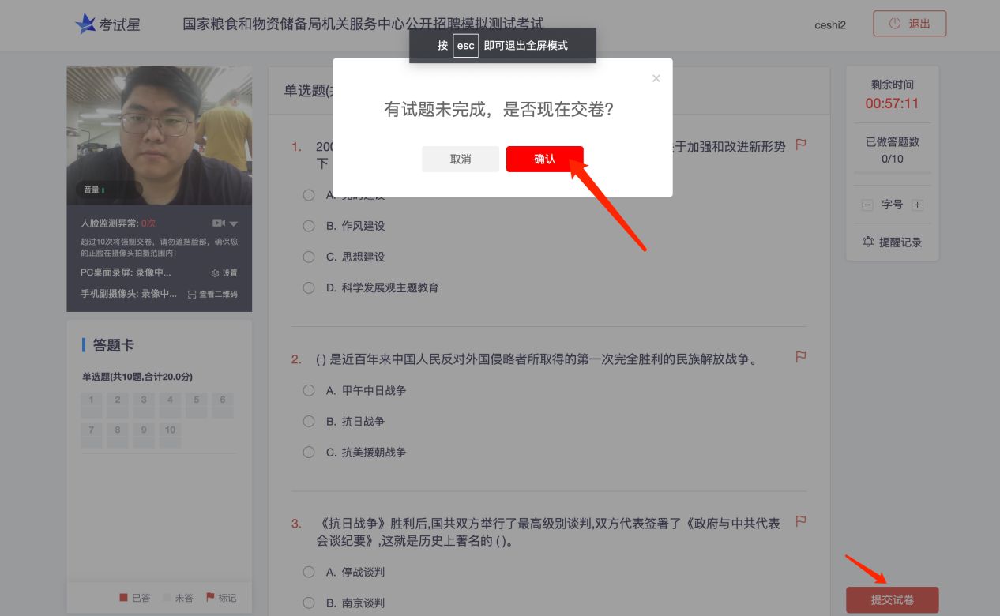 考试星
国家粮食和物资储备局机关服务中心公开招聘模拟测试考试
ceshi2
退出
按 esc 即可退出全屏模式
有试题未完成，是否现在交卷？
取消
确认
音量
人脸监测异常: 0次
超过10次将强制交卷，请勿遮挡脸部，确保您
的正脸在摄像头拍摄范围内！
PC桌面录屏: 录像中... 设置
手机副摄像头: 录像中... 查看二维码
答题卡
单选题(共10题,合计20.0分)
1 2 3 4 5 6
7 8 9 10
已答 未答 标记
单选题(
1. 200 于加强和改进新形势
下
A.
B. 作风建设
C. 思想建设
D. 科学发展观主题教育
2. ( ) 是近百年来中国人民反对外国侵略者所取得的第一次完全胜利的民族解放战争。
A. 甲午中日战争
B. 抗日战争
C. 抗美援朝战争
3. 《抗日战争》胜利后,国共双方举行了最高级别谈判,双方代表签署了《政府与中共代表
会谈纪要》,这就是历史上著名的 ( )。
A. 停战谈判
B. 南京谈判
剩余时间
00:57:11
已做答题数
0/10
字号
提醒记录
提交试卷